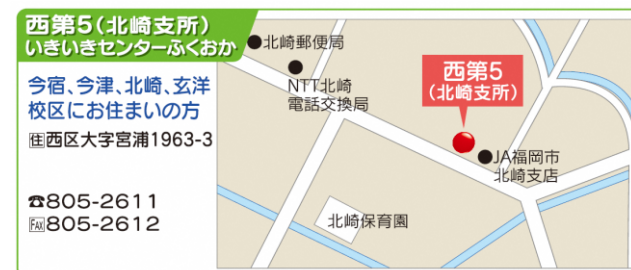 西第5(北崎支所)
いきいきセンターふくおか
今宿、今津、北崎、玄洋
校区にお住まいの方
住西区大字宮浦1963-3
☎805-2611
FAX805-2612
北崎郵便局
NTT北崎
電話交換局
西第5
(北崎支所)
JA福岡市
北崎支店
北崎保育園